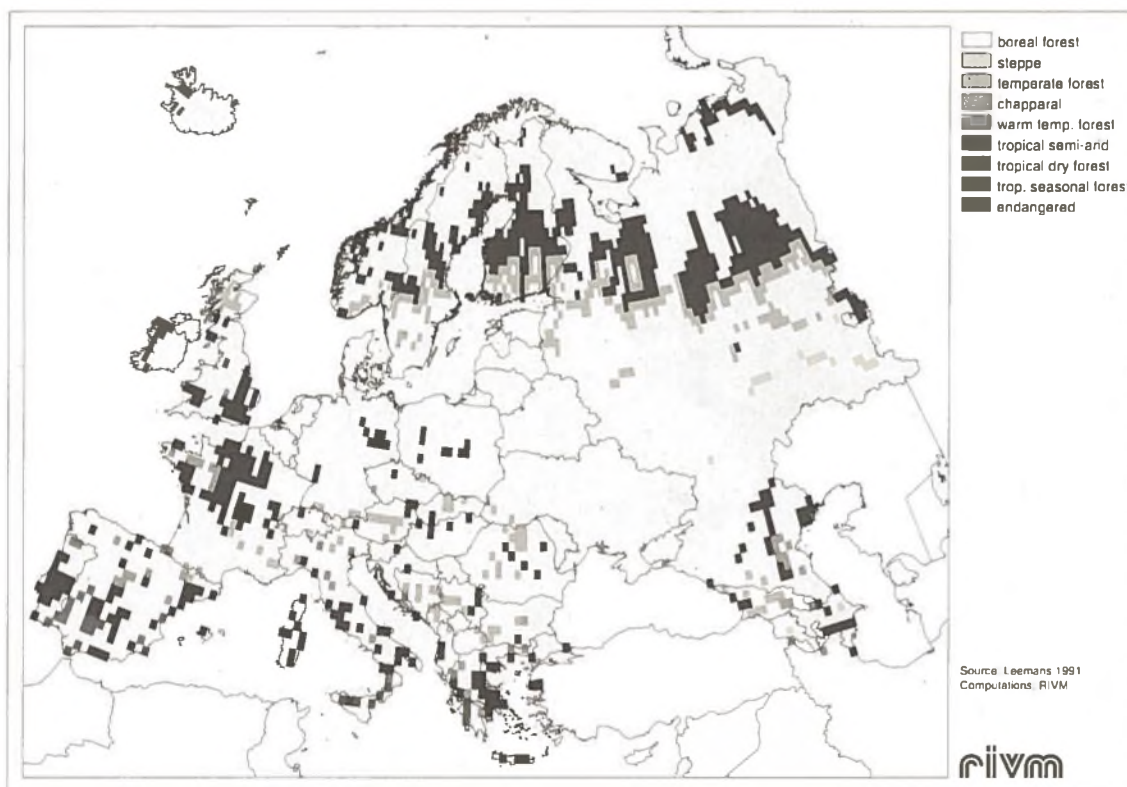 boreal forest
steppe
temperate forest
chapparal
warm temp. forest
tropical semi-arid
tropical dry forest
trop. seasonal fores
endangered
Source: Leemans 1991
Computations: RIVM
rivm